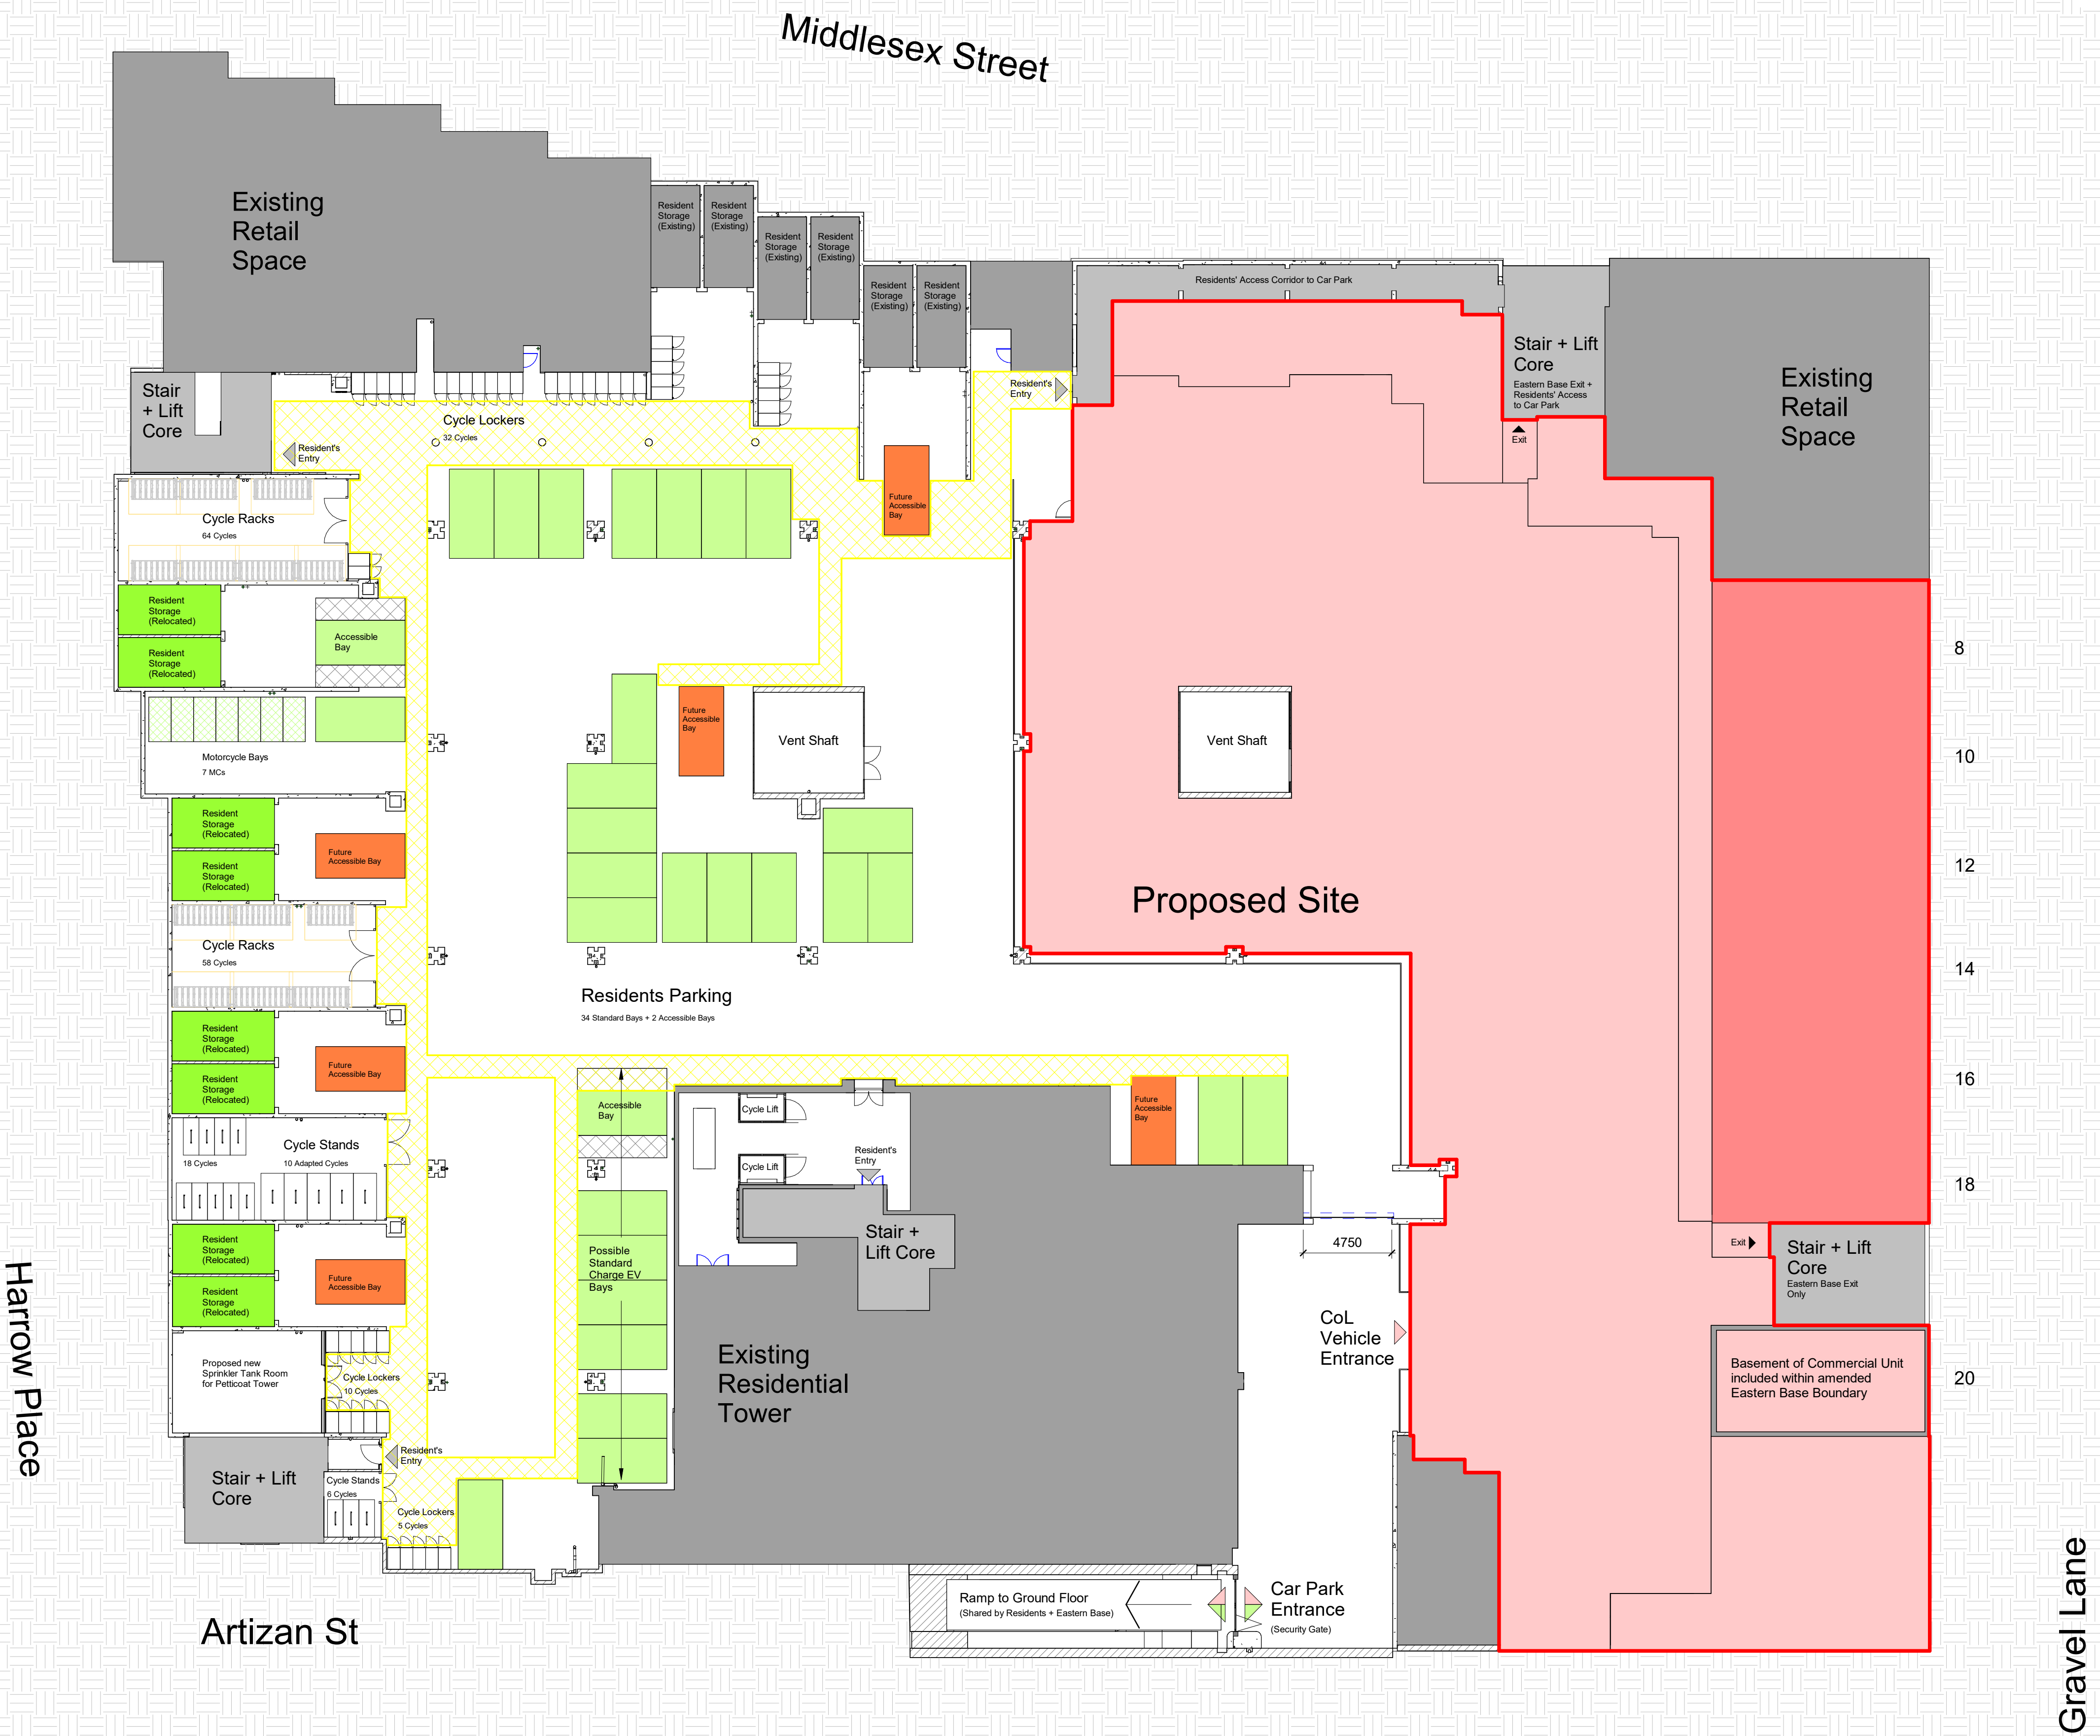 Middlesex Street
Existing
Retail
Space
Resident
Storage
(Existing)
Resident
Storage
(Existing)
Resident
Storage
(Existing)
Resident
Storage
(Existing)
Resident
Storage
(Existing)
Resident
Storage
(Existing)
Residents' Access Corridor to Car Park
Stair + Lift
Core
Eastern Base Exit +
Residents' Access
to Car Park
Exit
Existing
Retail
Space
Stair
+ Lift
Core
Resident's
Entry
Cycle Lockers
32 Cycles
Resident's
Entry
Future
Accessible
Bay
Cycle Racks
64 Cycles
Resident
Storage
(Relocated)
Resident
Storage
(Relocated)
Accessible
Bay
Motorcycle Bays
7 MCs
Future
Accessible
Bay
Vent Shaft
Vent Shaft
8
10
12
14
16
18
20
Resident
Storage
(Relocated)
Resident
Storage
(Relocated)
Future
Accessible Bay
Proposed Site
Cycle Racks
58 Cycles
Residents Parking
34 Standard Bays + 2 Accessible Bays
Resident
Storage
(Relocated)
Resident
Storage
(Relocated)
Future
Accessible Bay
Accessible
Bay
Cycle Lift
Cycle Lift
Resident's
Entry
Future
Accessible
Bay
Cycle Stands
18 Cycles
10 Adapted Cycles
Resident
Storage
(Relocated)
Resident
Storage
(Relocated)
Future
Accessible Bay
Possible
Standard
Charge EV
Bays
Stair +
Lift Core
4750
Exit
Stair + Lift
Core
Eastern Base Exit
Only
CoL
Vehicle
Entrance
Existing
Residential
Tower
Basement of Commercial Unit
included within amended
Eastern Base Boundary
Proposed new
Sprinkler Tank Room
for Petticoat Tower
Cycle Lockers
10 Cycles
Resident's
Entry
Stair + Lift
Core
Cycle Stands
6 Cycles
Cycle Lockers
5 Cycles
Ramp to Ground Floor
(Shared by Residents + Eastern Base)
Car Park
Entrance
(Security Gate)
Harrow Place
Artizan St
Gravel Lane